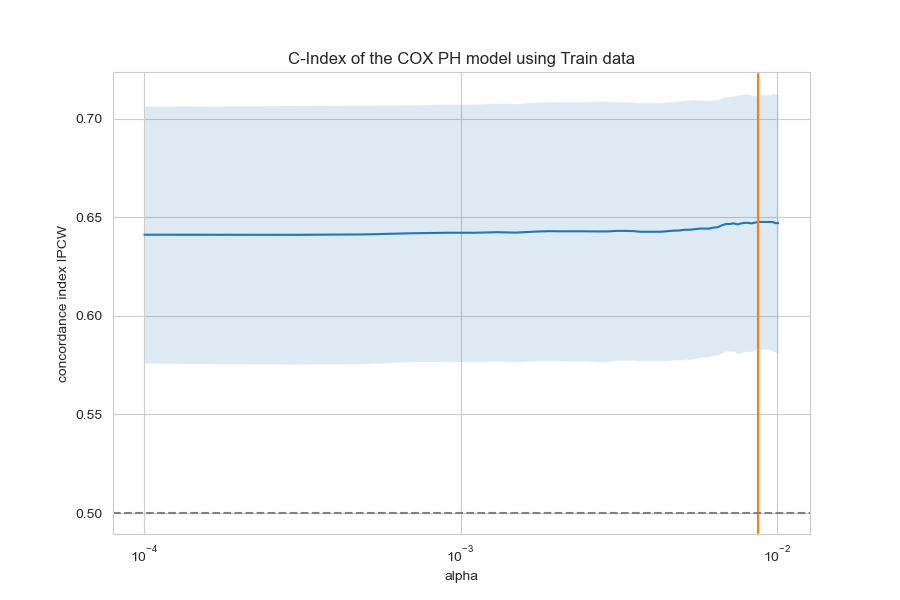 C-Index of the COX PH model using Train data
concordance index IPCW
0.70
0.65
0.60
0.55
0.50
10⁻⁴
10⁻³
10⁻²
alpha